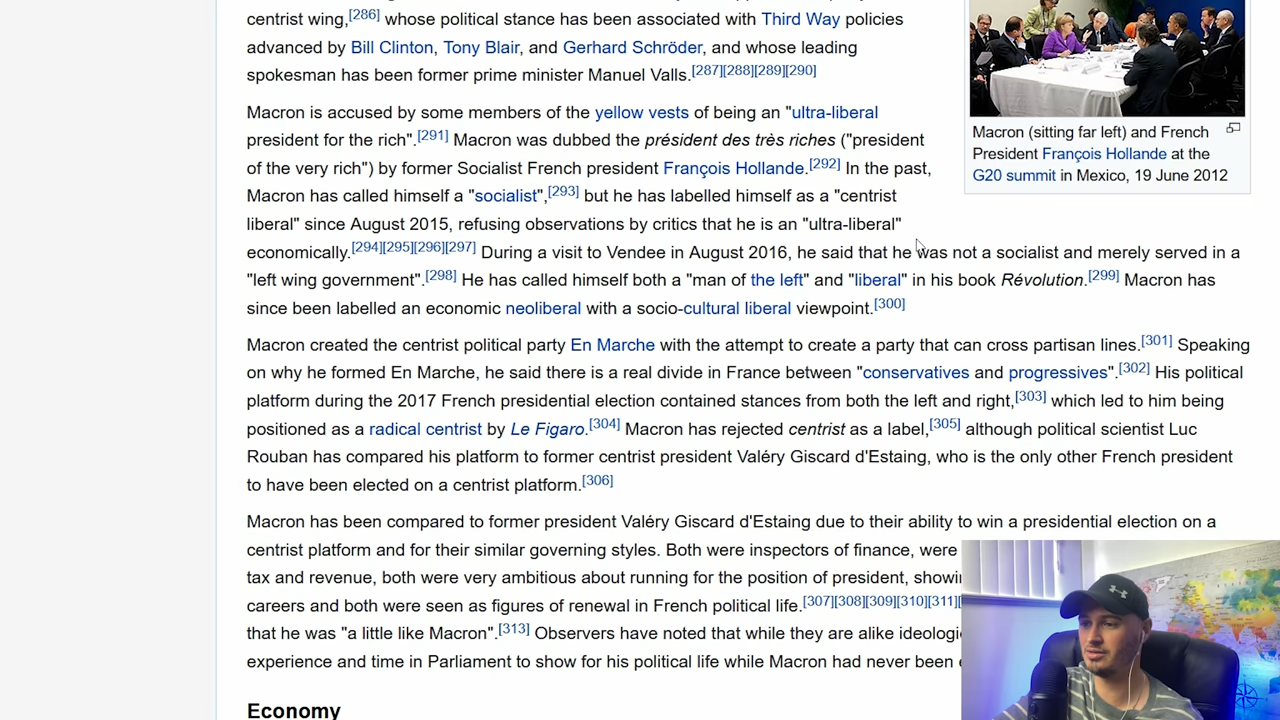 centrist wing,[286] whose political stance has been associated with Third Way policies
advanced by Bill Clinton, Tony Blair, and Gerhard Schröder, and whose leading
spokesman has been former prime minister Manuel Valls.[287][288][289][290]
Macron is accused by some members of the yellow vests of being an "ultra-liberal
president for the rich".[291] Macron was dubbed the président des très riches ("president
of the very rich") by former Socialist French president François Hollande.[292] In the past,
Macron has called himself a "socialist",[293] but he has labelled himself as a "centrist
liberal" since August 2015, refusing observations by critics that he is an "ultra-liberal"
economically.[294][295][296][297] During a visit to Vendee in August 2016, he said that he was not a socialist and merely served in a
"left wing government".[298] He has called himself both a "man of the left" and "liberal" in his book Révolution.[299] Macron has
since been labelled an economic neoliberal with a socio-cultural liberal viewpoint.[300]
Macron (sitting far left) and French
President François Hollande at the
G20 summit in Mexico, 19 June 2012
Macron created the centrist political party En Marche with the attempt to create a party that can cross partisan lines.[301] Speaking
on why he formed En Marche, he said there is a real divide in France between "conservatives and progressives".[302] His political
platform during the 2017 French presidential election contained stances from both the left and right,[303] which led to him being
positioned as a radical centrist by Le Figaro.[304] Macron has rejected centrist as a label,[305] although political scientist Luc
Rouban has compared his platform to former centrist president Valéry Giscard d'Estaing, who is the only other French president
to have been elected on a centrist platform.[306]
Macron has been compared to former president Valéry Giscard d'Estaing due to their ability to win a presidential election on a
centrist platform and for their similar governing styles. Both were inspectors of finance, were
tax and revenue, both were very ambitious about running for the position of president,
careers and both were seen as figures of renewal in French political life.[307][308][309][310][311]
that he was "a little like Macron".[313] Observers have noted that while they are alike
experience and time in Parliament to show for his political life while Macron had never been
Economy